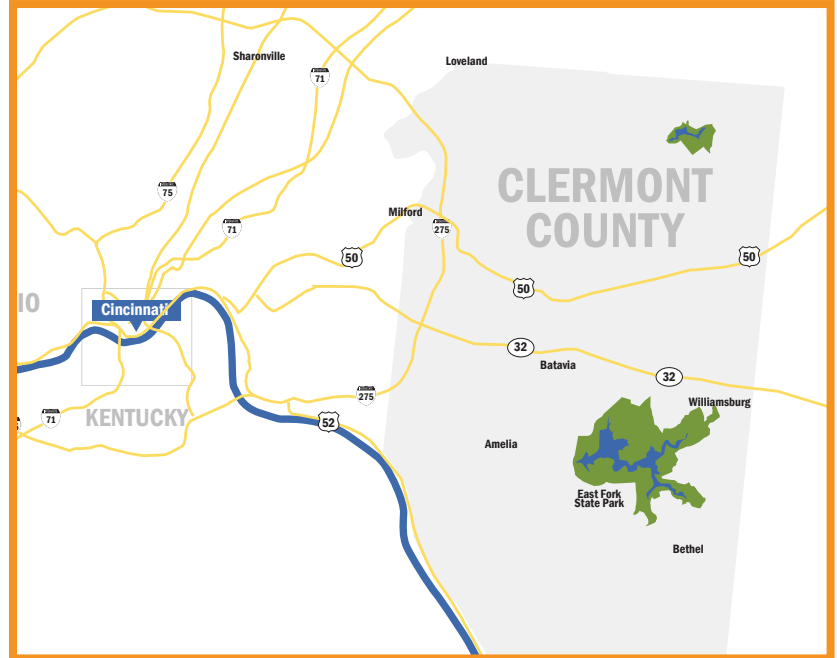 Sharonville
Loveland
71
75
CLERMONT
COUNTY
Milford
71
275
50
50
50
IO
Cincinnati
32
Batavia
32
275
Williamsburg
71
KENTUCKY
52
Amelia
East Fork
State Park
Bethel